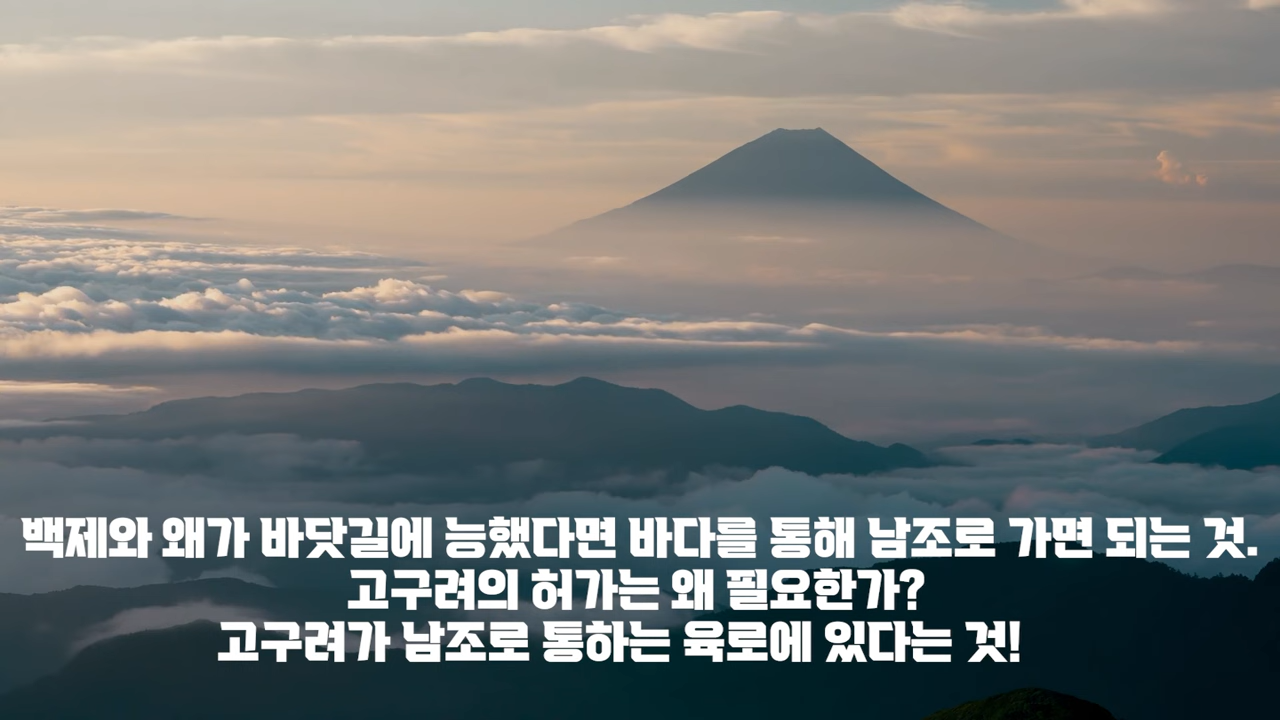 백제와 왜가 바닷길에 능했다면 바다를 통해 남조로 가면 되는 것.
고구려의 허가는 왜 필요한가?
고구려가 남조로 통하는 육로에 있다는 것!